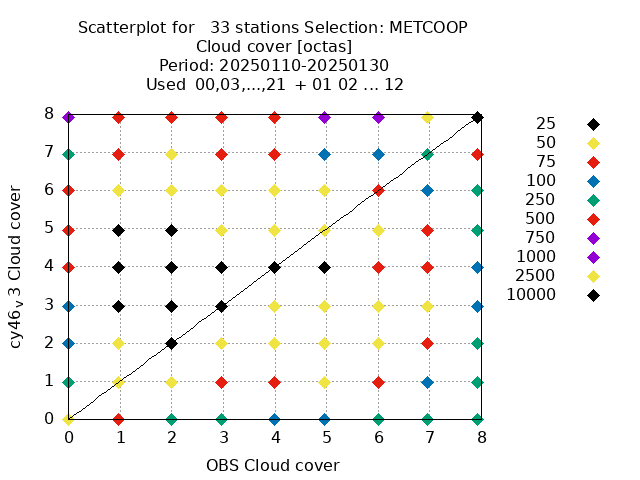 Scatterplot for 33 stations Selection: METCOOP
Cloud cover [octas]
Period: 20250110-20250130
Used 00,03,...,21 + 01 02 ... 12
8
7
6
5
4
3
2
1
0
0 1 2 3 4 5 6 7 8
OBS Cloud cover
cy46v3 Cloud cover
25
50
75
100
250
500
750
1000
2500
10000